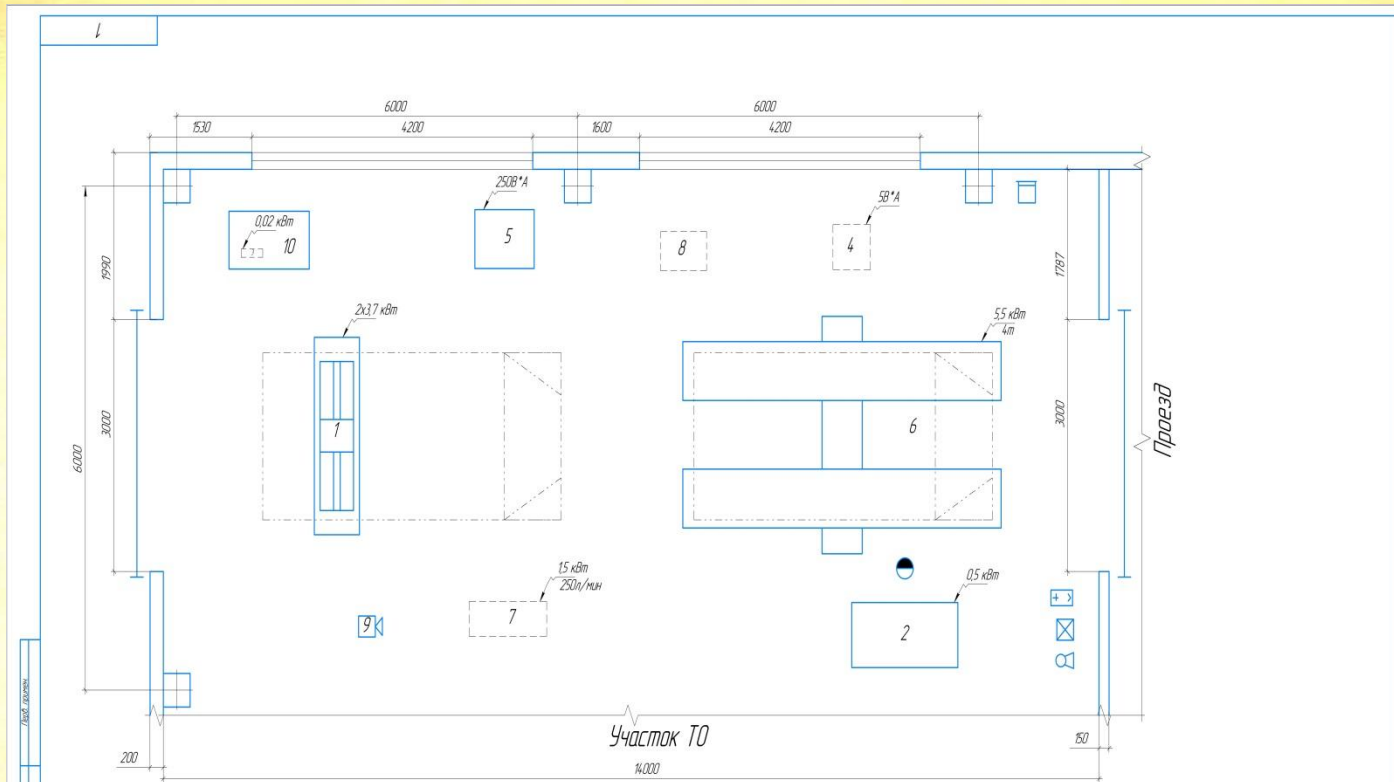 1
6000
6000
1530
4200
1600
4200
250В*А
5В*А
0,02 кВт
10
5
8
4
1990
1787
2х3,7 кВт
5,5 кВт
4т
1
6
3000
3000
6000
Проезд
1,5 кВт
250л/мин
0,5 кВт
9
7
2
Перв. примен.
Участок ТО
200
150
14000